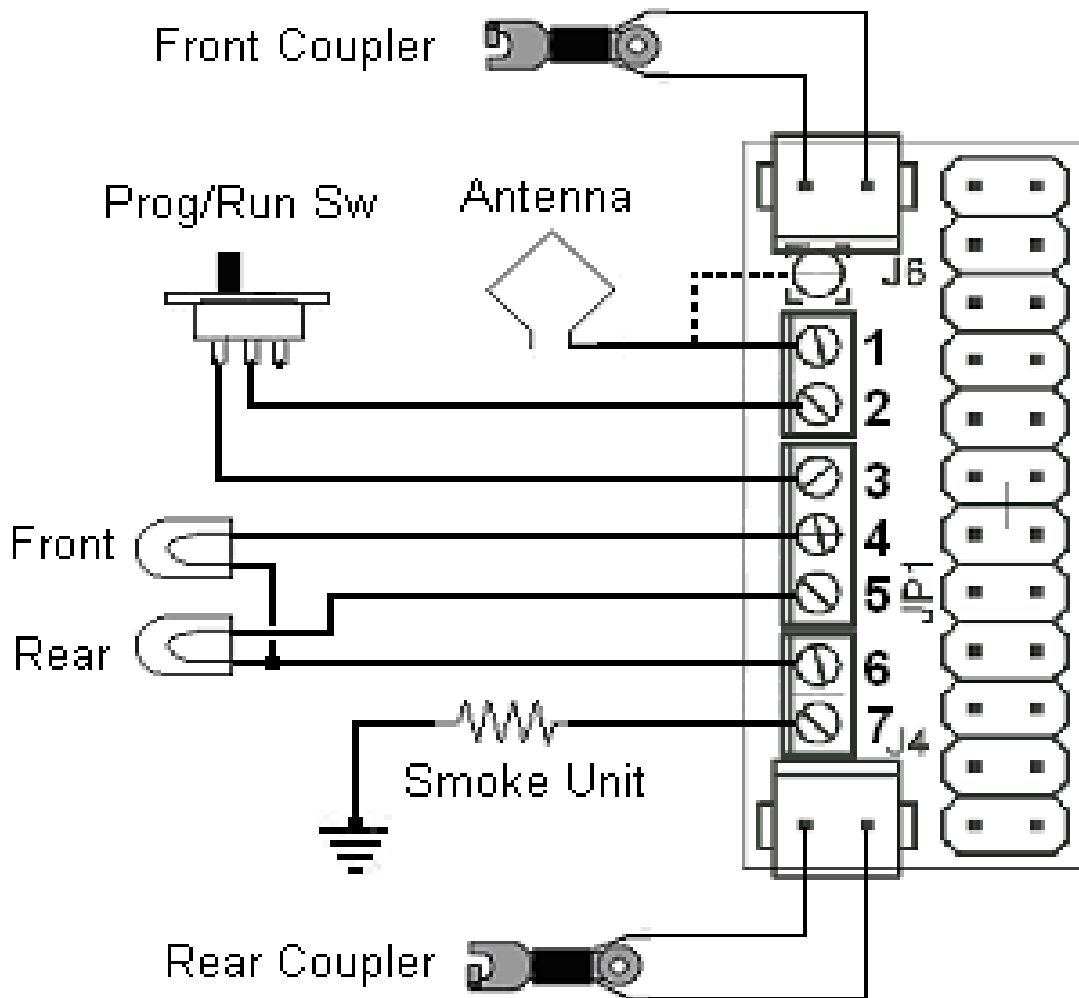 Front Coupler
Prog/Run Sw
Antenna
J6
1
2
3
Front
4
5
JP1
Rear
6
7
J4
Smoke Unit
Rear Coupler